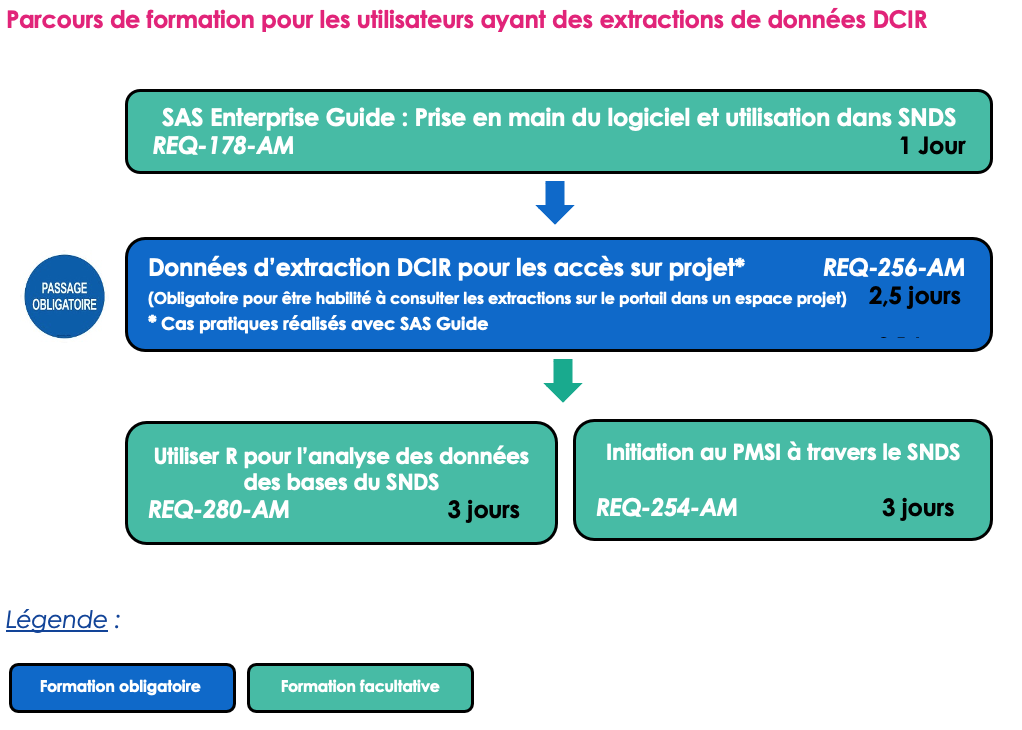 Parcours de formation pour les utilisateurs ayant des extractions de données DCIR
SAS Enterprise Guide : Prise en main du logiciel et utilisation dans SNDS
REQ-178-AM 1 Jour
PASSAGE
OBLIGATOIRE
Données d’extraction DCIR pour les accès sur projet* REQ-256-AM
(Obligatoire pour être habilité à consulter les extractions sur le portail dans un espace projet) 2,5 jours
* Cas pratiques réalisés avec SAS Guide
Utiliser R pour l’analyse des données
des bases du SNDS
REQ-280-AM 3 jours
Initiation au PMSI à travers le SNDS
REQ-254-AM 3 jours
Légende :
Formation obligatoire
Formation facultative